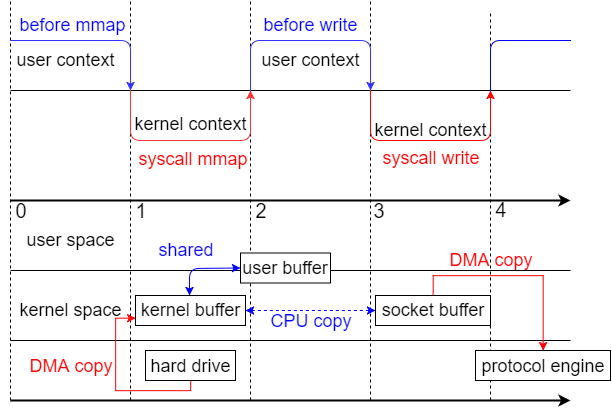 before mmap
before write
user context
user context
kernel context
kernel context
syscall mmap
syscall write
0
1
2
3
4
user space
shared
user buffer
DMA copy
kernel space
kernel buffer
CPU copy
socket buffer
DMA copy
hard drive
protocol engine